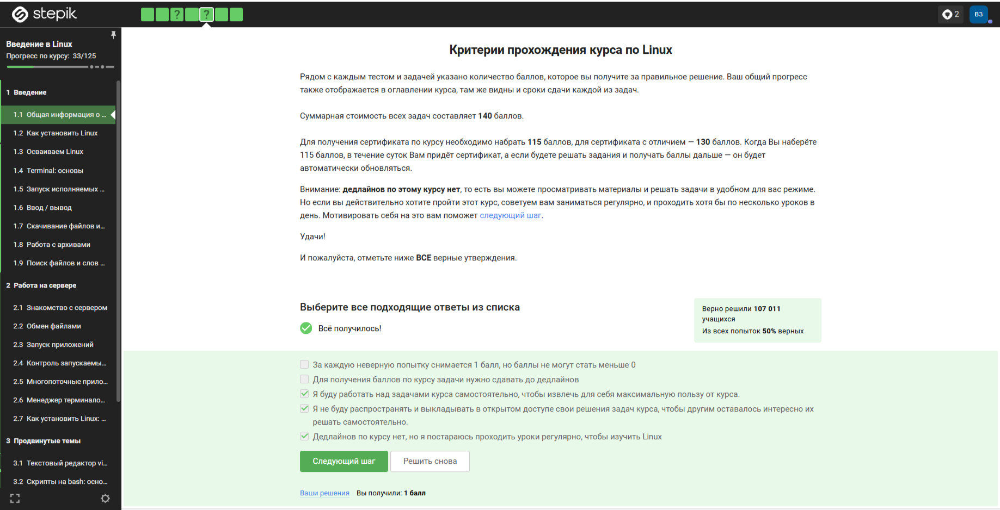 stepik
?
?
2
ВЗ
Введение в Linux
Прогресс по курсу: 33/125
1 Введение
1.1 Общая информация о ...
1.2 Как установить Linux
1.3 Осваиваем Linux
1.4 Terminal: основы
1.5 Запуск исполняемых ...
1.6 Ввод / вывод
1.7 Скачивание файлов и...
1.8 Работа с архивами
1.9 Поиск файлов и слов ...
2 Работа на сервере
2.1 Знакомство с сервером
2.2 Обмен файлами
2.3 Запуск приложений
2.4 Контроль запускаемы...
2.5 Многопоточные прило...
2.6 Менеджер терминало...
2.7 Как установить Linux: ...
3 Продвинутые темы
3.1 Текстовый редактор vi...
3.2 Скрипты на bash: осно...
Критерии прохождения курса по Linux
Рядом с каждым тестом и задачей указано количество баллов, которое вы получите за правильное решение. Ваш общий прогресс
также отображается в оглавлении курса, там же видны и сроки сдачи каждой из задач.
Суммарная стоимость всех задач составляет 140 баллов.
Для получения сертификата по курсу необходимо набрать 115 баллов, для сертификата с отличием — 130 баллов. Когда Вы наберёте
115 баллов, в течение суток Вам придёт сертификат, а если будете решать задания и получать баллы дальше — он будет
автоматически обновляться.
Внимание: дедлайнов по этому курсу нет, то есть вы можете просматривать материалы и решать задачи в удобном для вас режиме.
Но если вы действительно хотите пройти этот курс, советуем вам заниматься регулярно, и проходить хотя бы по несколько уроков в
день. Мотивировать себя на это вам поможет следующий шаг.
Удачи!
И пожалуйста, отметьте ниже ВСЕ верные утверждения.
Выберите все подходящие ответы из списка
Всё получилось!
Верно решили 107 011
учащихся
Из всех попыток 50% верных
За каждую неверную попытку снимается 1 балл, но баллы не могут стать меньше 0
Для получения баллов по курсу задачи нужно сдавать до дедлайнов
Я буду работать над задачами курса самостоятельно, чтобы извлечь для себя максимальную пользу от курса.
Я не буду распространять и выкладывать в открытом доступе свои решения задач курса, чтобы другим оставалось интересно их
решать самостоятельно.
Дедлайнов по курсу нет, но я постараюсь проходить уроки регулярно, чтобы изучить Linux
Следующий шаг
Решить снова
Ваши решения Вы получили: 1 балл